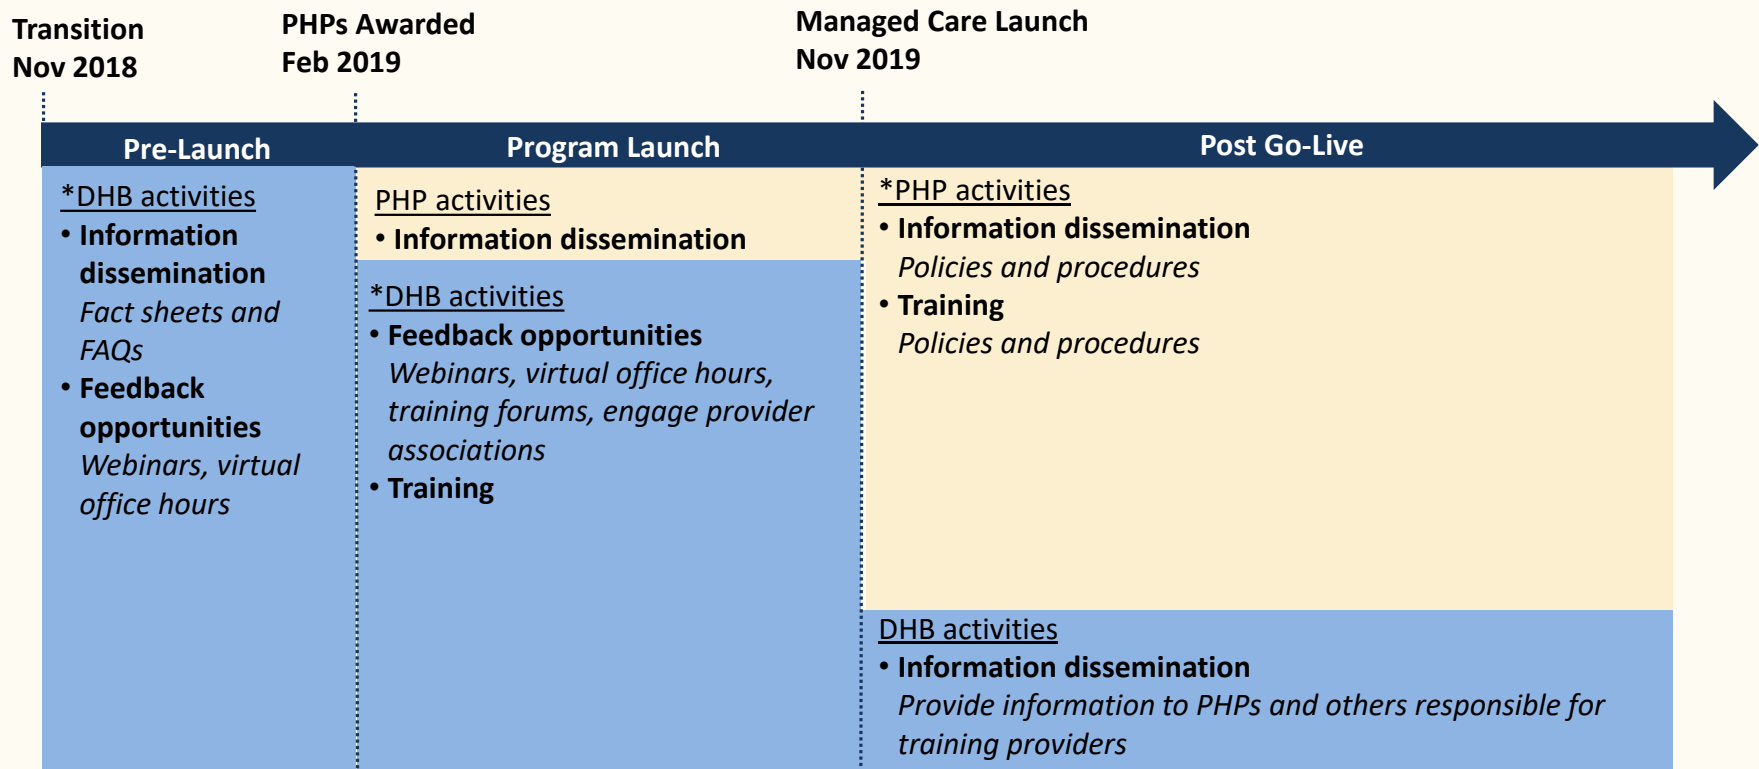 Transition
Nov 2018
PHPs Awarded
Feb 2019
Managed Care Launch
Nov 2019
Pre-Launch
Program Launch
Post Go-Live
*DHB activities
• Information
dissemination
Fact sheets and
FAQs
• Feedback
opportunities
Webinars, virtual
office hours
PHP activities
• Information dissemination
*DHB activities
• Feedback opportunities
Webinars, virtual office hours,
training forums, engage provider
associations
• Training
*PHP activities
• Information dissemination
Policies and procedures
• Training
Policies and procedures
DHB activities
• Information dissemination
Provide information to PHPs and others responsible for
training providers